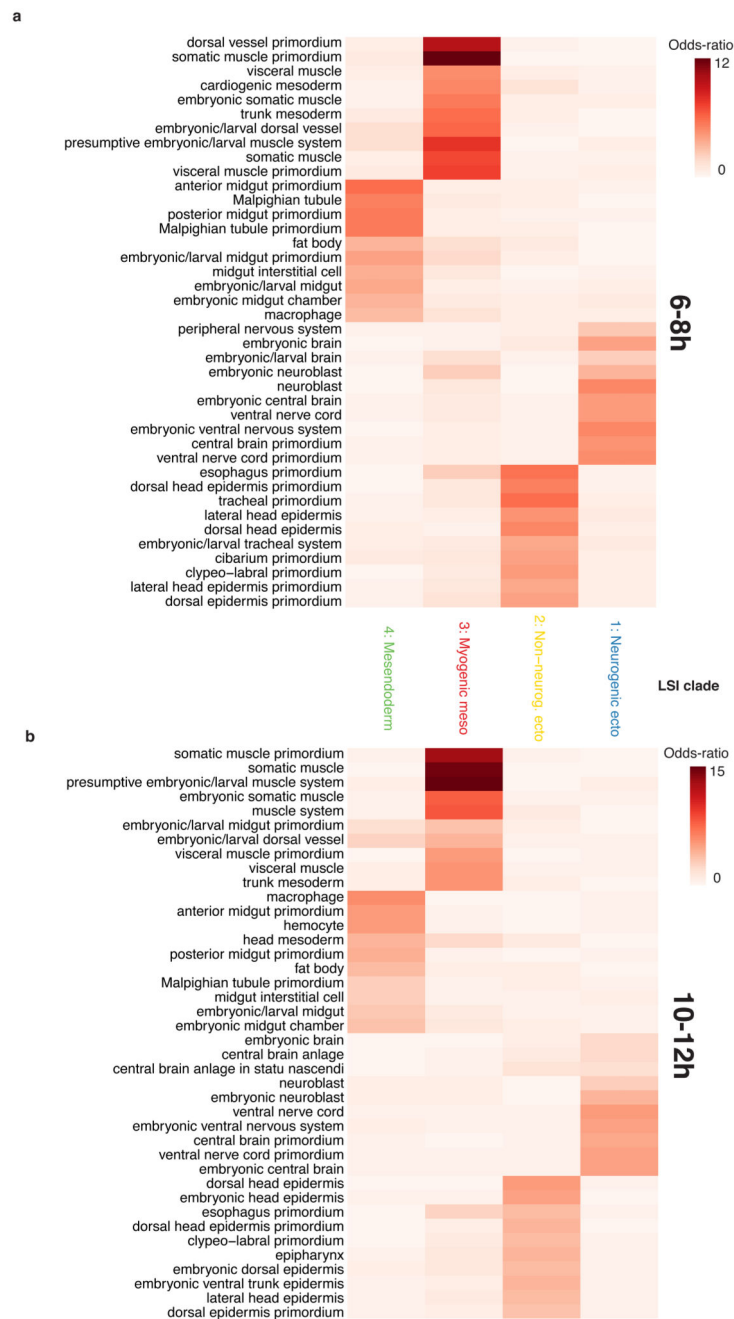 a
Odds-ratio
12
0
dorsal vessel primordium
somatic muscle primordium
visceral muscle
cardiogenic mesoderm
embryonic somatic muscle
trunk mesoderm
embryonic/larval dorsal vessel
presumptive embryonic/larval muscle system
somatic muscle
visceral muscle primordium
anterior midgut primordium
Malpighian tubule
posterior midgut primordium
Malpighian tubule primordium
fat body
embryonic/larval midgut primordium
midgut interstitial cell
embryonic/larval midgut
embryonic midgut chamber
macrophage
peripheral nervous system
embryonic brain
embryonic/larval brain
embryonic neuroblast
neuroblast
embryonic central brain
ventral nerve cord
embryonic ventral nervous system
central brain primordium
ventral nerve cord primordium
esophagus primordium
dorsal head epidermis primordium
tracheal primordium
lateral head epidermis
dorsal head epidermis
embryonic/larval tracheal system
cibarium primordium
clypeo−labral primordium
lateral head epidermis primordium
dorsal epidermis primordium
6-8h
4: Mesendoderm
3: Myogenic meso
2: Non−neurog. ecto
1: Neurogenic ecto
LSI clade
b
Odds-ratio
15
0
somatic muscle primordium
somatic muscle
presumptive embryonic/larval muscle system
embryonic somatic muscle
muscle system
embryonic/larval midgut primordium
embryonic/larval dorsal vessel
visceral muscle primordium
visceral muscle
trunk mesoderm
macrophage
anterior midgut primordium
hemocyte
head mesoderm
posterior midgut primordium
fat body
Malpighian tubule primordium
midgut interstitial cell
embryonic/larval midgut
embryonic midgut chamber
embryonic brain
central brain anlage
central brain anlage in statu nascendi
neuroblast
embryonic neuroblast
ventral nerve cord
embryonic ventral nervous system
central brain primordium
ventral nerve cord primordium
embryonic central brain
dorsal head epidermis
embryonic head epidermis
esophagus primordium
dorsal head epidermis primordium
clypeo−labral primordium
epipharynx
embryonic dorsal epidermis
embryonic ventral trunk epidermis
lateral head epidermis
dorsal epidermis primordium
10-12h